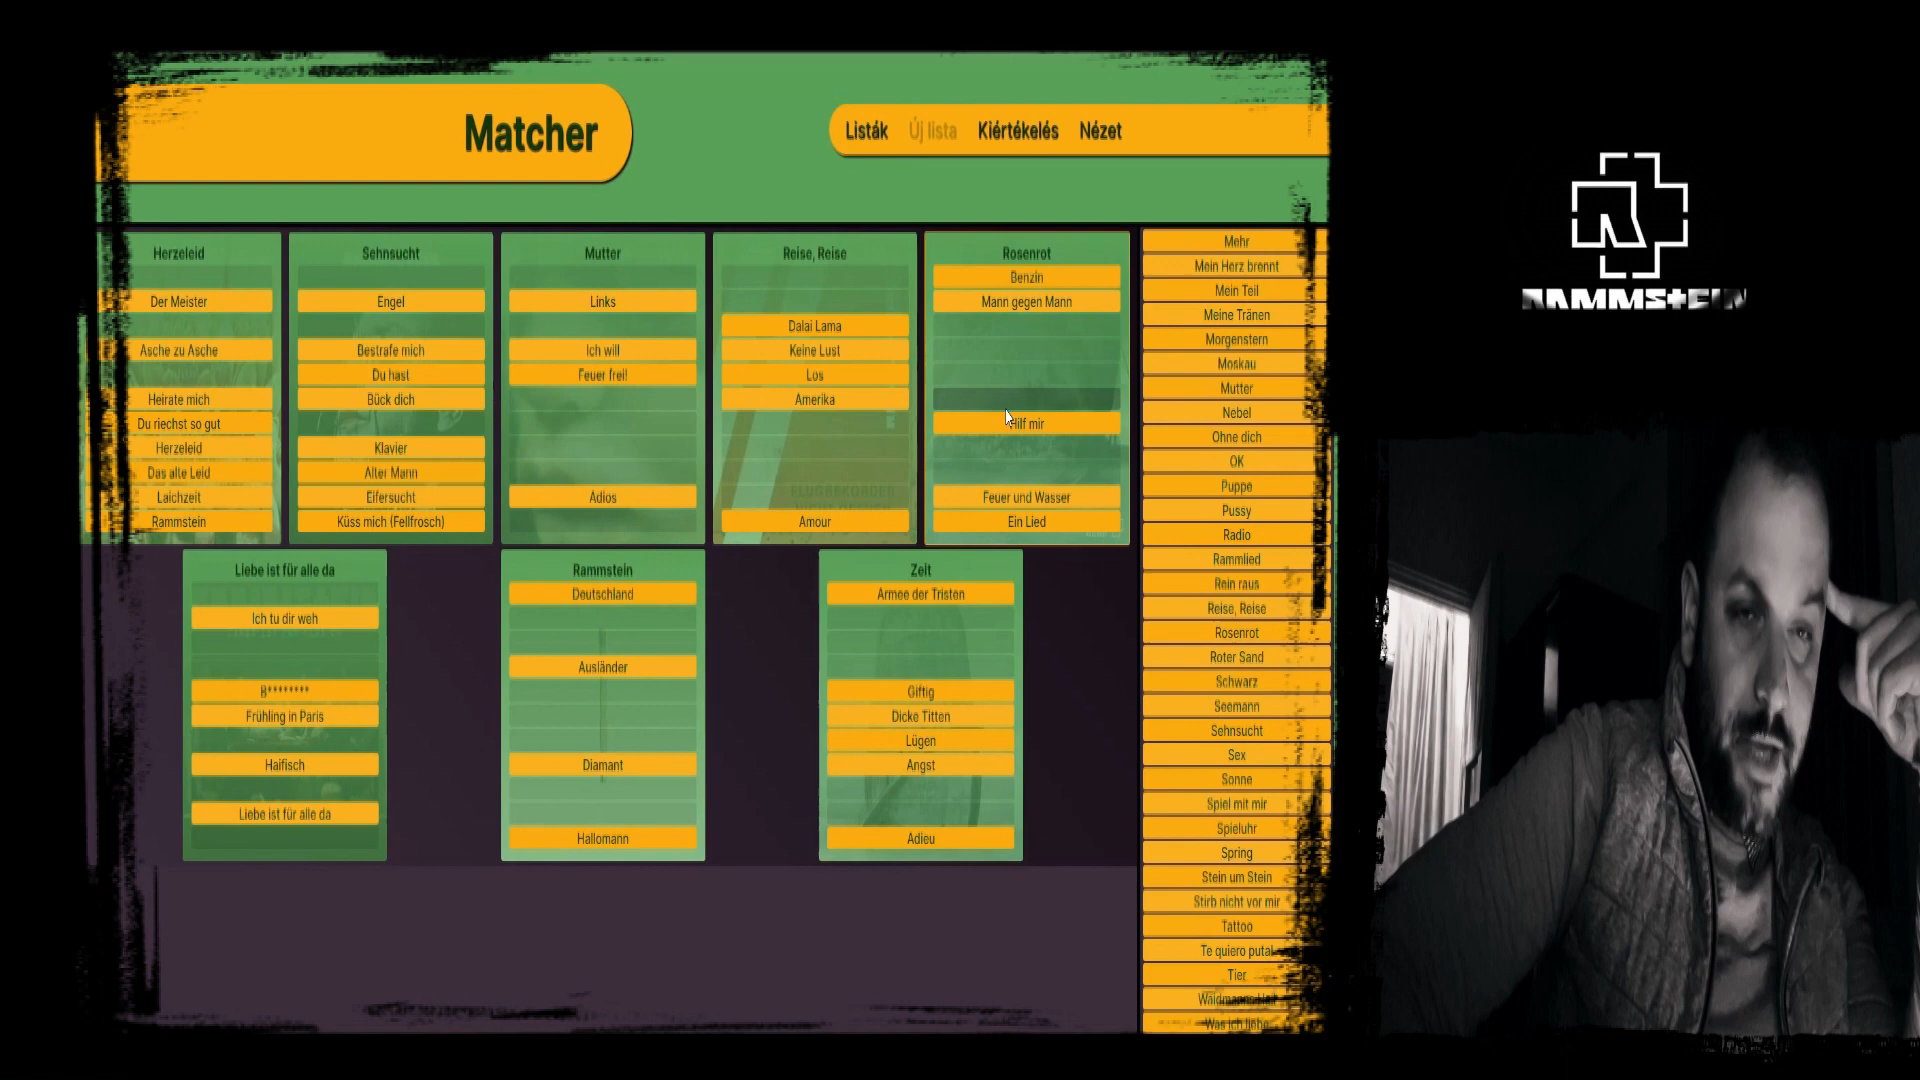 Matcher
Listák Új lista Kiértékelés Nézet
Herzeleid
Der Meister
Asche zu Asche
Heirate mich
Du riechst so gut
Herzeleid
Das alte Leid
Laichzeit
Rammstein
Sehnsucht
Engel
Bestrafe mich
Du hast
Bück dich
Klavier
Alter Mann
Eifersucht
Küss mich (Fellfrosch)
Mutter
Links
Ich will
Feuer frei!
Adios
Reise, Reise
Dalai Lama
Keine Lust
Los
Amerika
FLUGREKORDER
Amour
Rosenrot
Benzin
Mann gegen Mann
Hilf mir
Feuer und Wasser
Ein Lied
Liebe ist für alle da
Ich tu dir weh
B********
Frühling in Paris
Haifisch
Liebe ist für alle da
Rammstein
Deutschland
Ausländer
Diamant
Hallomann
Zeit
Armee der Tristen
Giftig
Dicke Titten
Lügen
Angst
Adieu
Mehr
Mein Herz brennt
Mein Teil
Meine Tränen
Morgenstern
Moskau
Mutter
Nebel
Ohne dich
OK
Puppe
Pussy
Radio
Rammlied
Rein raus
Reise, Reise
Rosenrot
Roter Sand
Schwarz
Seemann
Sehnsucht
Sex
Sonne
Spiel mit mir
Spieluhr
Spring
Stein um Stein
Stirb nicht vor mir
Tattoo
Te quiero puta!
Tier
Waidmanns Heil
Was ich liebe
RAMMSTEIN